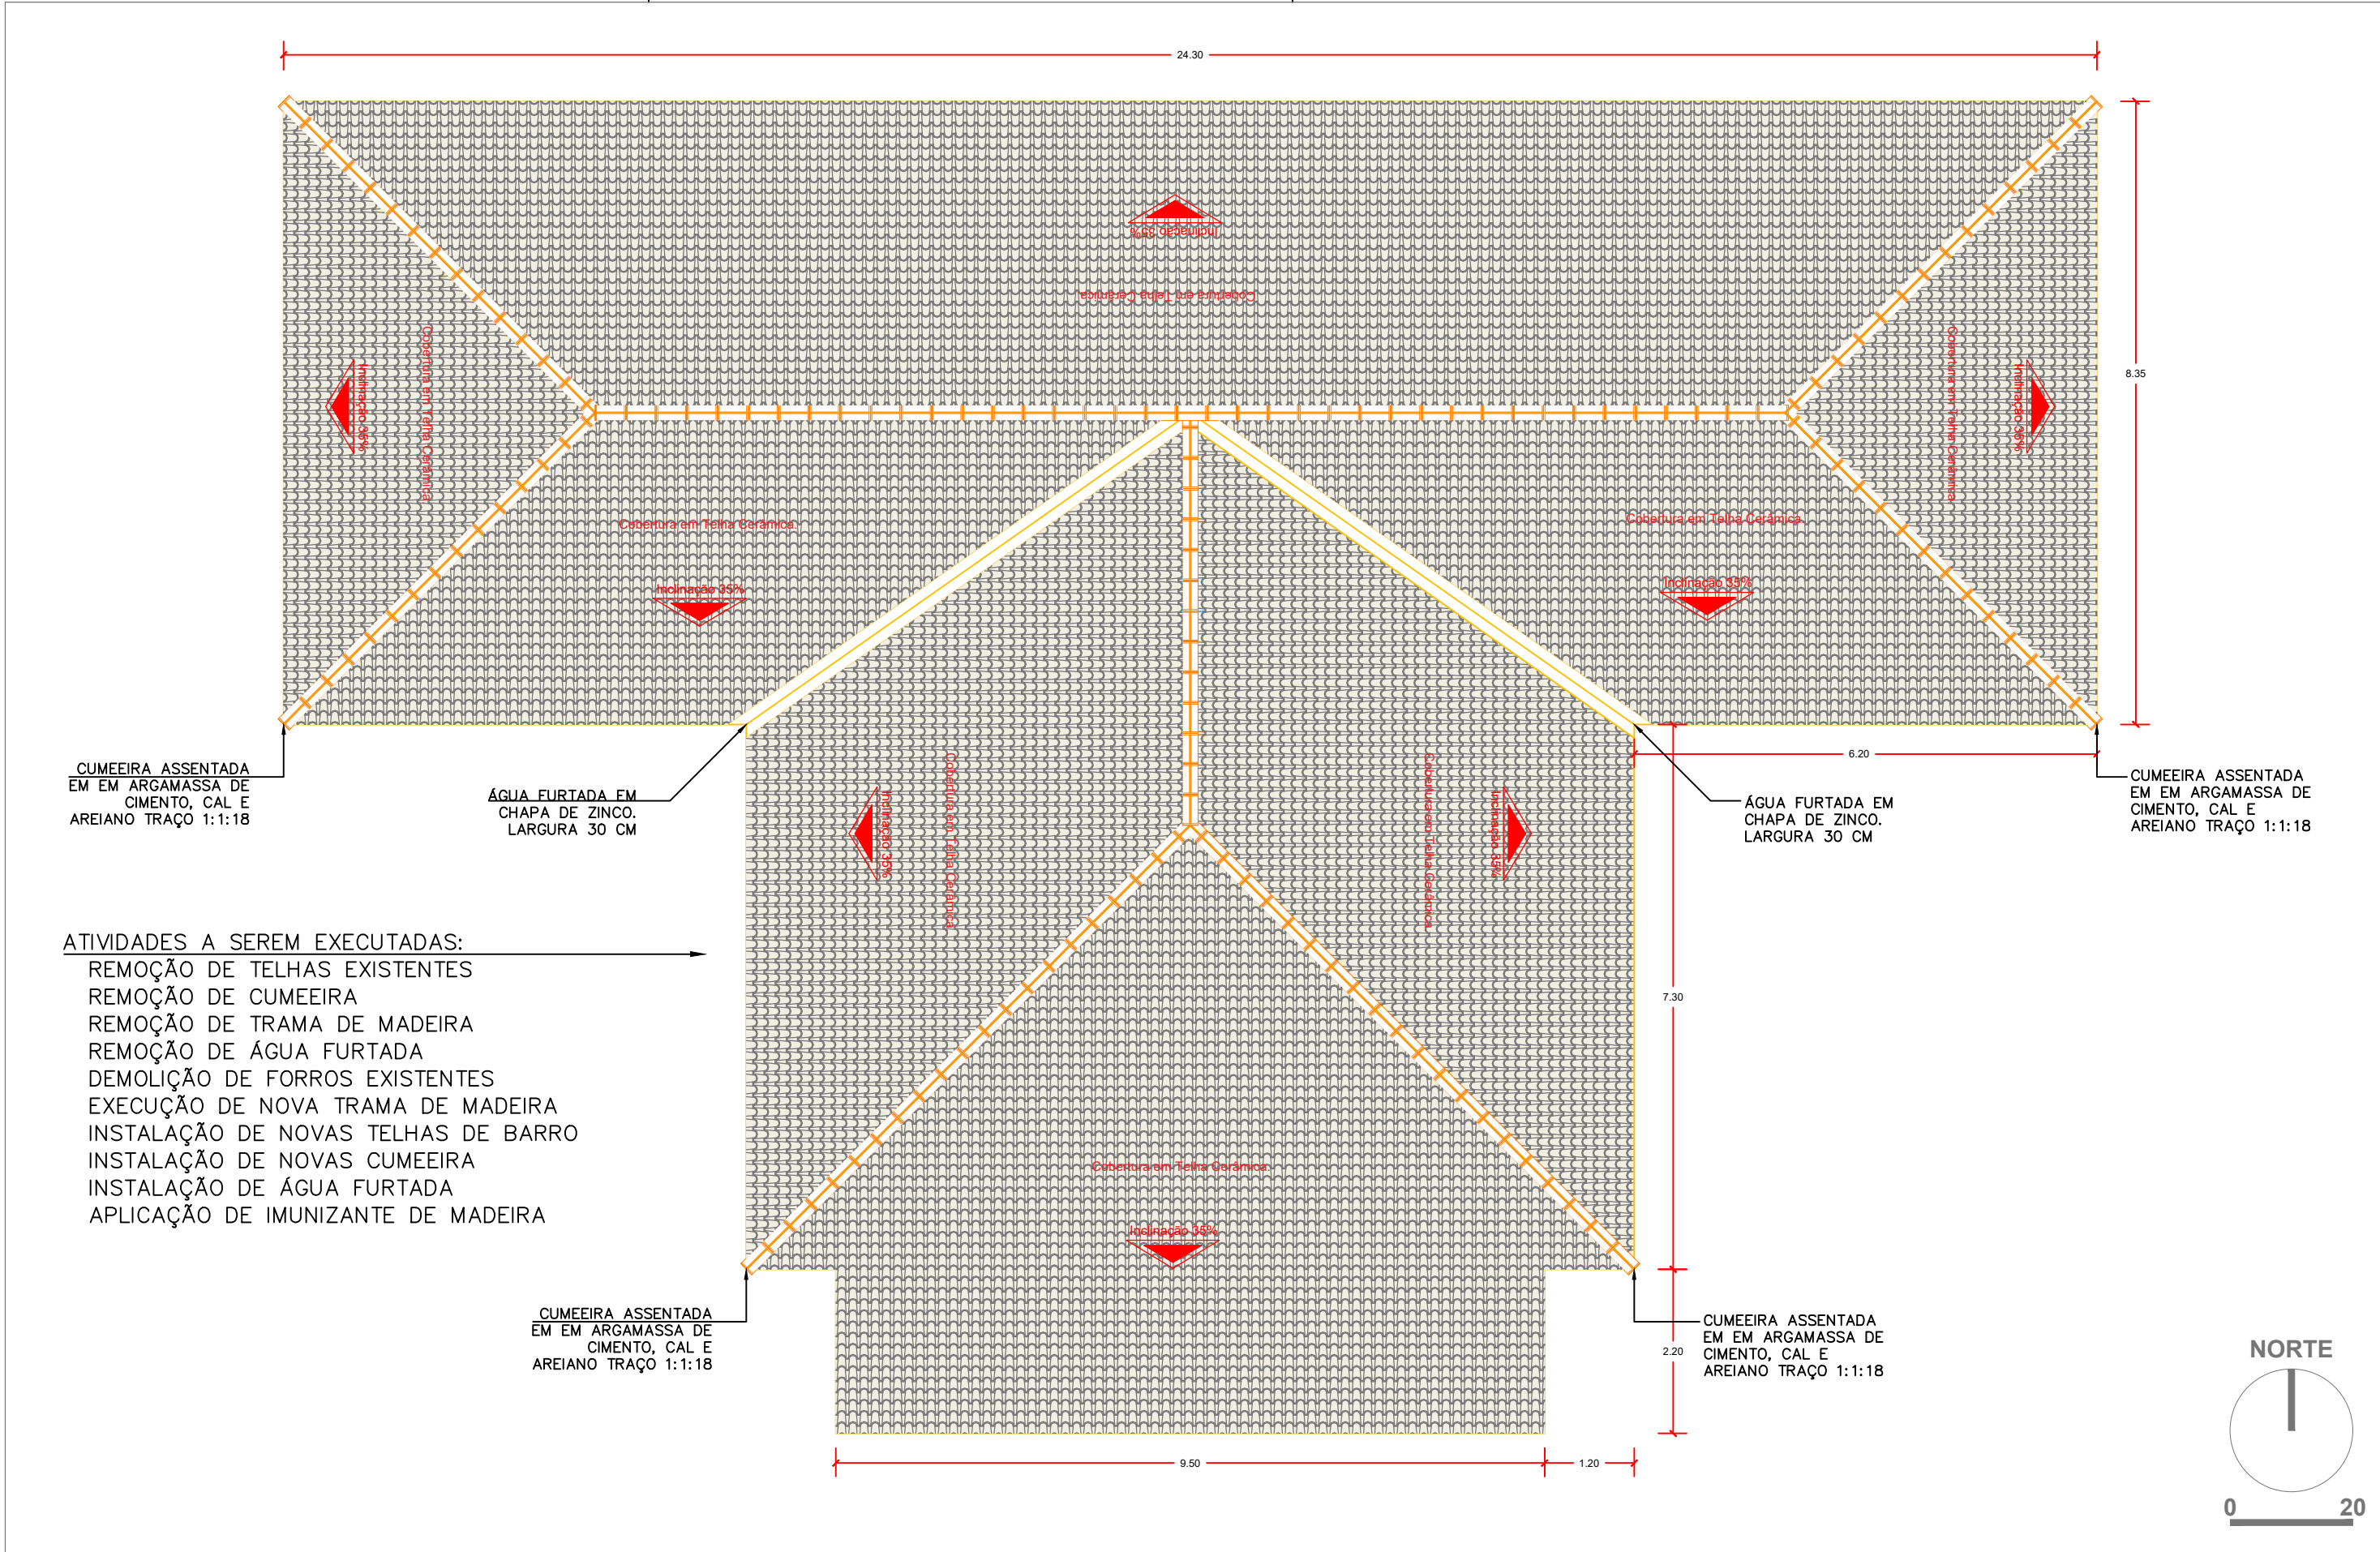 24.30
Inclinação 35%
Cobertura em Telha Cerâmica
8.35
Inclinação 35%
Cobertura em Telha Cerâmica
Cobertura em Telha Cerâmica
Inclinação 35%
Cobertura em Telha Cerâmica.
Inclinação 35%
Cobertura em Telha Cerâmica.
Inclinação 35%
6.20
CUMEEIRA ASSENTADA
EM EM ARGAMASSA DE
CIMENTO, CAL E
AREIANO TRAÇO 1:1:18
ÁGUA FURTADA EM
CHAPA DE ZINCO.
LARGURA 30 CM
Inclinação 35%
Cobertura em Telha Cerâmica
Cobertura em Telha Cerâmica
Inclinação 35%
ÁGUA FURTADA EM
CHAPA DE ZINCO.
LARGURA 30 CM
CUMEEIRA ASSENTADA
EM EM ARGAMASSA DE
CIMENTO, CAL E
AREIANO TRAÇO 1:1:18
ATIVIDADES A SEREM EXECUTADAS:
REMOÇÃO DE TELHAS EXISTENTES
REMOÇÃO DE CUMEEIRA
REMOÇÃO DE TRAMA DE MADEIRA
REMOÇÃO DE ÁGUA FURTADA
DEMOLIÇÃO DE FORROS EXISTENTES
EXECUÇÃO DE NOVA TRAMA DE MADEIRA
INSTALAÇÃO DE NOVAS TELHAS DE BARRO
INSTALAÇÃO DE NOVAS CUMEEIRA
INSTALAÇÃO DE ÁGUA FURTADA
APLICAÇÃO DE IMUNIZANTE DE MADEIRA
7.30
Cobertura em Telha Cerâmica.
Inclinação 35%
CUMEEIRA ASSENTADA
EM EM ARGAMASSA DE
CIMENTO, CAL E
AREIANO TRAÇO 1:1:18
2.20
CUMEEIRA ASSENTADA
EM EM ARGAMASSA DE
CIMENTO, CAL E
AREIANO TRAÇO 1:1:18
9.50
1.20
NORTE
0 20